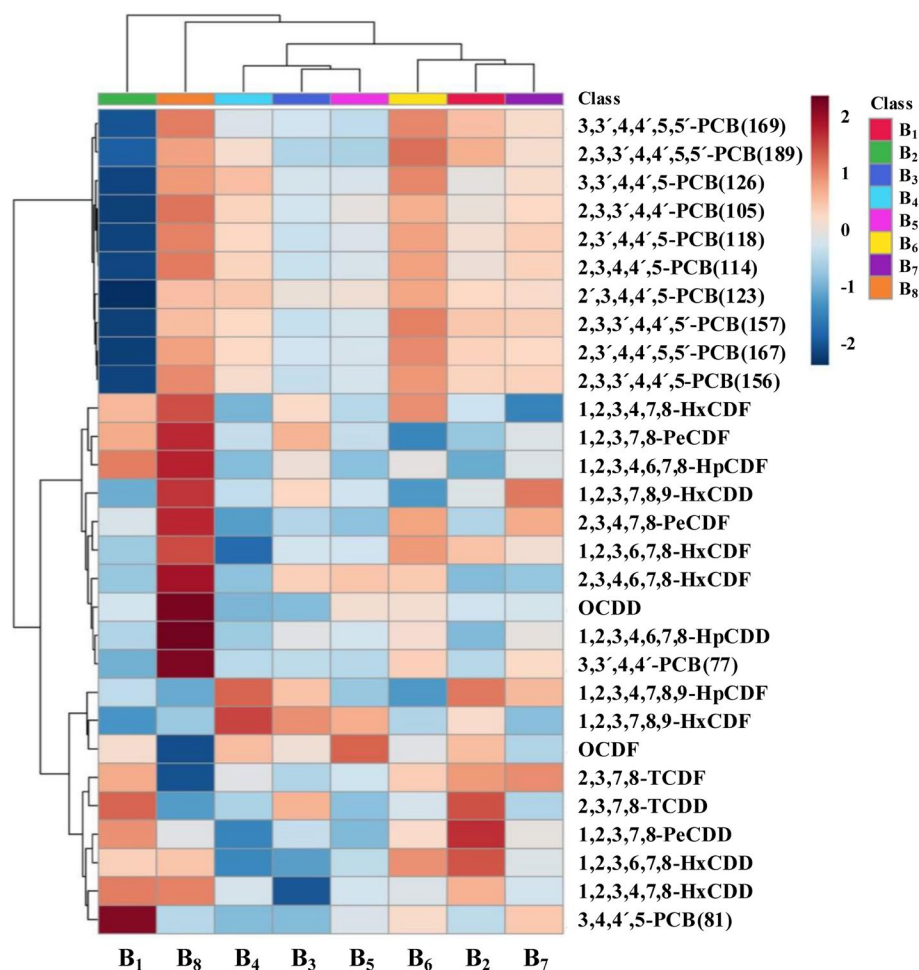 Class
3,3´,4,4´,5,5´-PCB(169)
2,3,3´,4,4´,5,5´-PCB(189)
3,3´,4,4´,5-PCB(126)
2,3,3´,4,4´-PCB(105)
2,3´,4,4´,5-PCB(118)
2,3,4,4´,5-PCB(114)
2´,3,4,4´,5-PCB(123)
2,3,3´,4,4´,5´-PCB(157)
2,3´,4,4´,5,5´-PCB(167)
2,3,3´,4,4´,5-PCB(156)
1,2,3,4,7,8-HxCDF
1,2,3,7,8-PeCDF
1,2,3,4,6,7,8-HpCDF
1,2,3,7,8,9-HxCDD
2,3,4,7,8-PeCDF
1,2,3,6,7,8-HxCDF
2,3,4,6,7,8-HxCDF
OCDD
1,2,3,4,6,7,8-HpCDD
3,3´,4,4´-PCB(77)
1,2,3,4,7,8,9-HpCDF
1,2,3,7,8,9-HxCDF
OCDF
2,3,7,8-TCDF
2,3,7,8-TCDD
1,2,3,7,8-PeCDD
1,2,3,6,7,8-HxCDD
1,2,3,4,7,8-HxCDD
3,4,4´,5-PCB(81)
2
1
0
-1
-2
Class
B₁
B₂
B₃
B₄
B₅
B₆
B₇
B₈
B₁ B₈ B₄ B₃ B₅ B₆ B₂ B₇